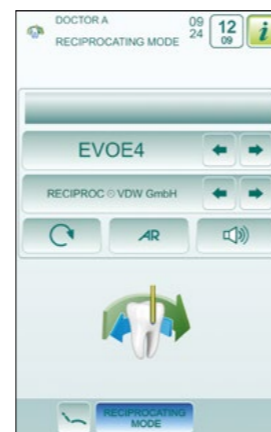 DOCTOR A
RECIPROCATING MODE
09
24
12
09
i
EVOE4
RECIPROC © VDW GmbH
AR
RECIPROCATING
MODE